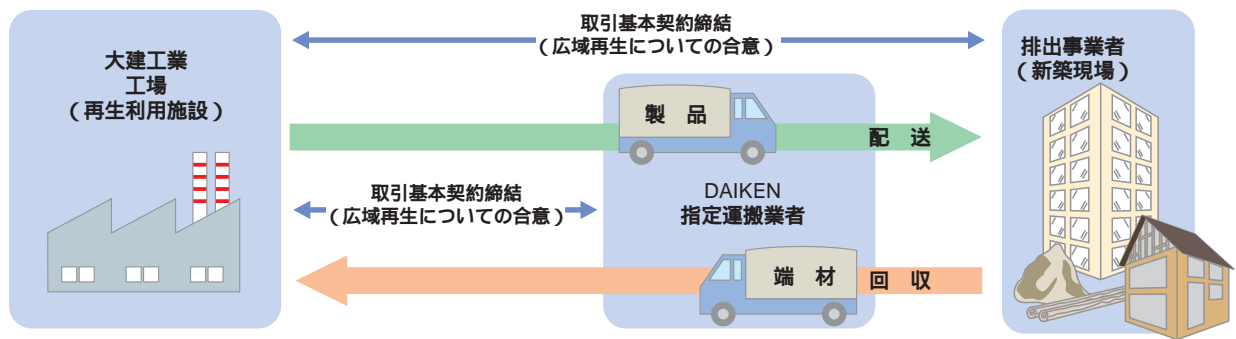 取引基本契約締結
（広域再生についての合意）
大建工業
工場
（再生利用施設）
排出事業者
（新築現場）
製 品
配 送
取引基本契約締結
（広域再生についての合意）
DAIKEN
指定運搬業者
端 材
回 収